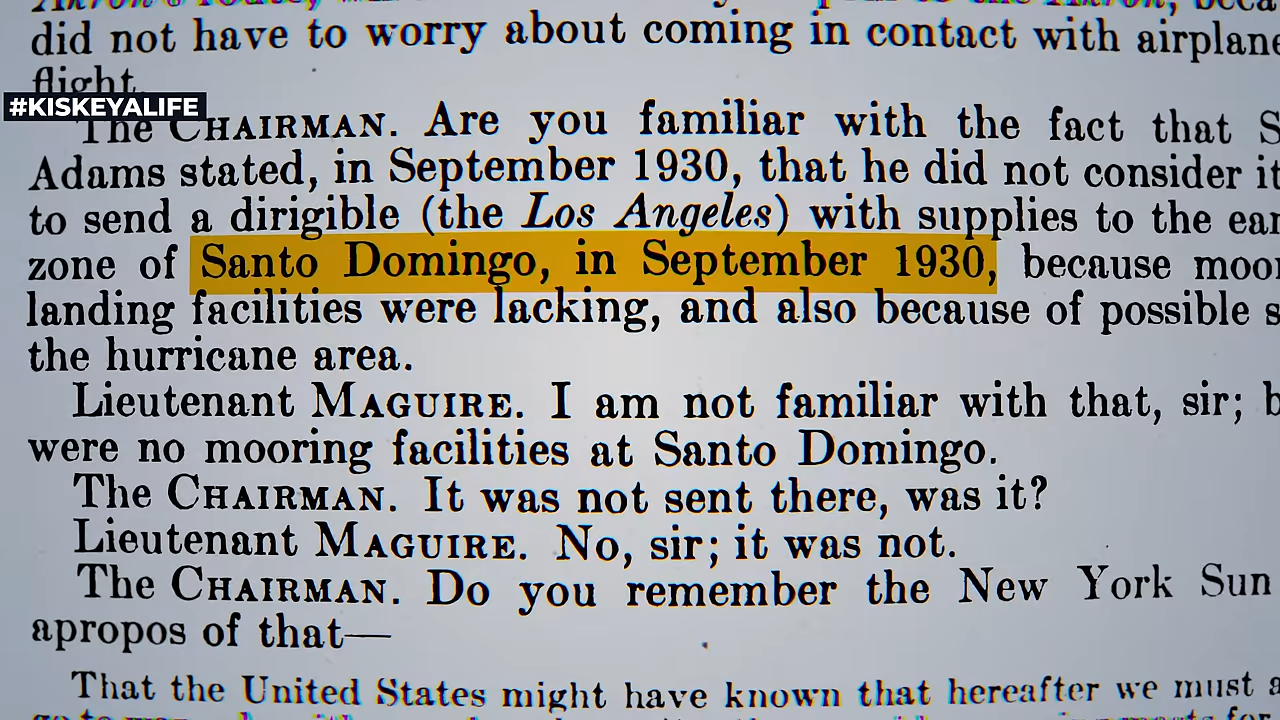 did not have to worry about coming in contact with airplane
flight.
#KISKEYALIFE
The CHAIRMAN. Are you familiar with the fact that S
Adams stated, in September 1930, that he did not consider it
to send a dirigible (the Los Angeles) with supplies to the ear
zone of Santo Domingo, in September 1930, because moor
landing facilities were lacking, and also because of possible s
the hurricane area.
Lieutenant MAGUIRE. I am not familiar with that, sir; b
were no mooring facilities at Santo Domingo.
The CHAIRMAN. It was not sent there, was it?
Lieutenant MAGUIRE. No, sir; it was not.
The CHAIRMAN. Do you remember the New York Sun
apropos of that—
That the United States might have known that hereafter we must a